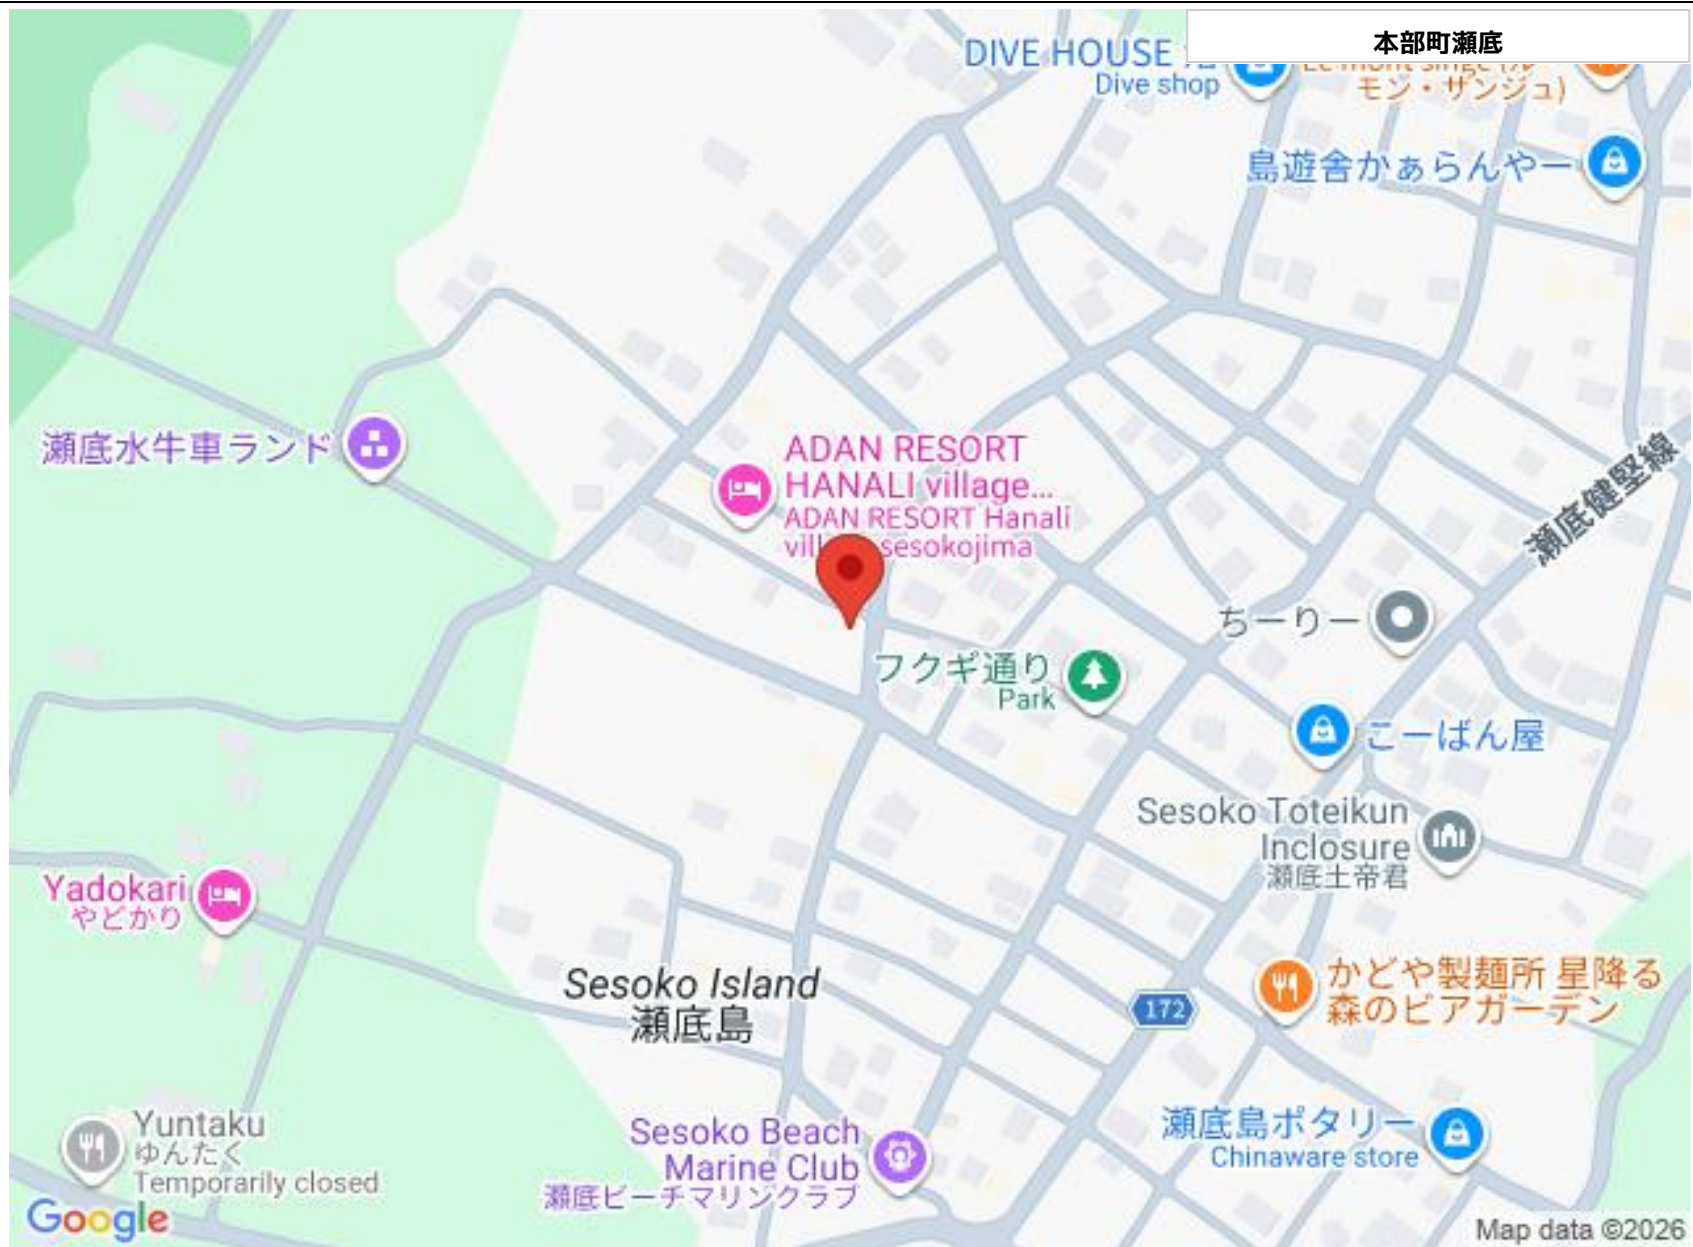 本部町瀬底
DIVE HOUSE
Dive shop
モン・サンジュ)
島遊舎かぁらんやー
瀬底水牛車ランド
ADAN RESORT
HANALI village...
ADAN RESORT Hanali
sesokojima
瀬底健堅線
ちーりー
フクギ通り
Park
こーばん屋
Sesoko Toteikun
Inclosure
瀬底土帝君
Yadokari
やどかり
かどや製麺所 星降る
森のビアガーデン
Sesoko Island
瀬底島
172
Yuntaku
ゆんたく
Temporarily closed
Sesoko Beach
Marine Club
瀬底ビーチマリンクラブ
瀬底島ポタリー
Chinaware store
Google
Map data ©2026